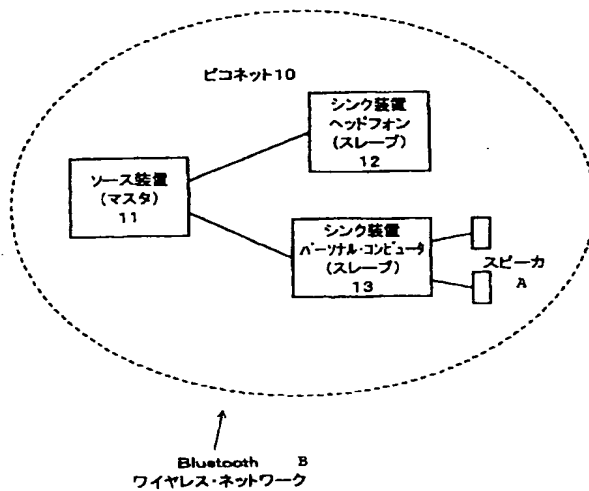 ピコネット10
シンク装置
ヘッドフォン
(スレーブ)
12
ソース装置
(マスタ)
11
シンク装置
パーソナル・コンピュータ
(スレーブ)
13
スピーカ
A
Bluetooth B
ワイヤレス・ネットワーク